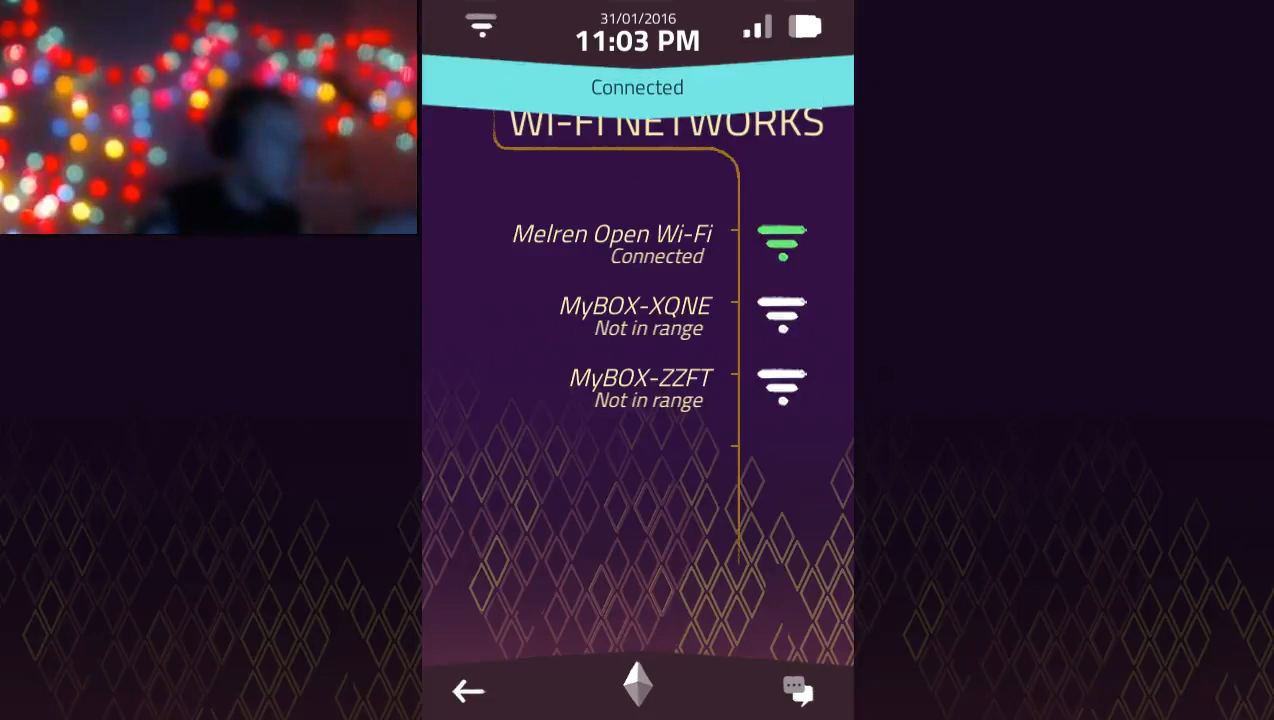 31/01/2016
11:03 PM
Connected
WI-FI NETWORKS
Melren Open Wi-Fi
Connected
MyBOX-XQNE
Not in range
MyBOX-ZZFT
Not in range